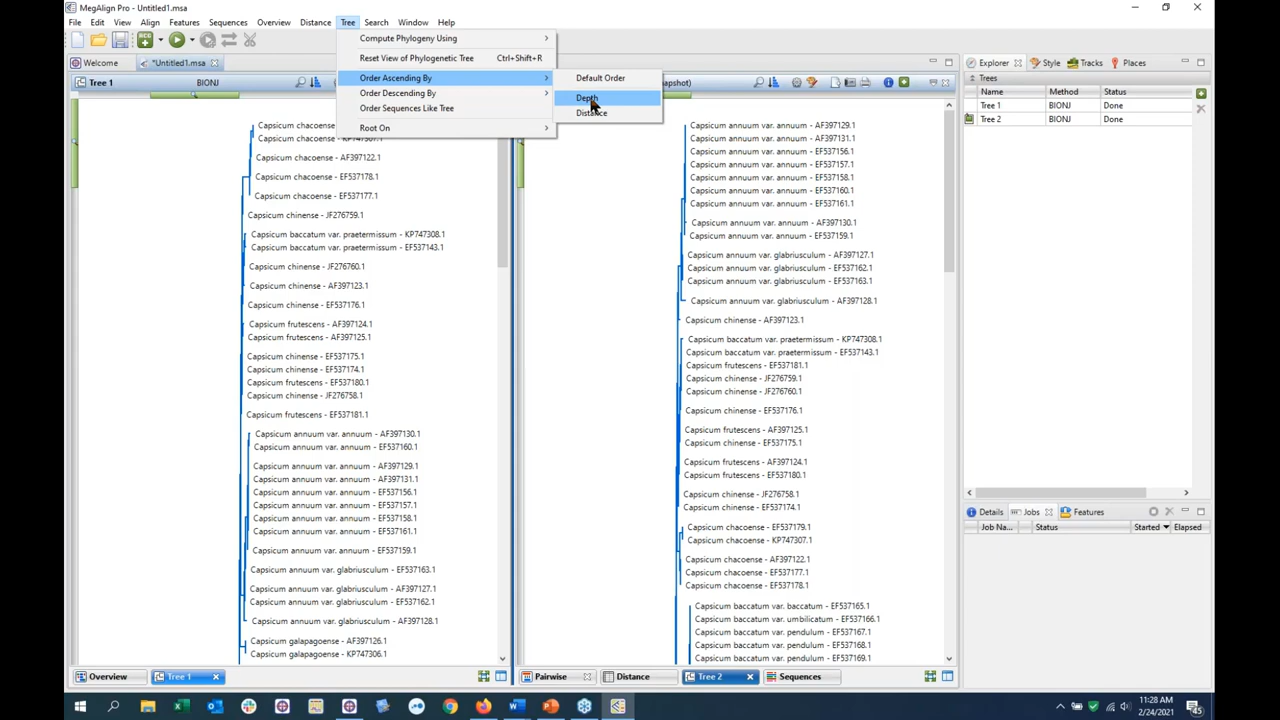 MegAlign Pro - Untitled1.msa
File Edit View Align Features Sequences Overview Distance Tree Search Window Help
Welcome *Untitled1.msa
Tree 1 BIONJ
Compute Phylogeny Using
Reset View of Phylogenetic Tree Ctrl+Shift+R
Order Ascending By
Order Descending By
Order Sequences Like Tree
Root On
Default Order
Depth
Distance
Capsicum chacoense - AF397122.1
Capsicum chacoense - EF537178.1
Capsicum chacoense - EF537177.1
Capsicum chinense - JF276759.1
Capsicum baccatum var. praetermissum - KP747308.1
Capsicum baccatum var. praetermissum - EF537143.1
Capsicum chinense - JF276760.1
Capsicum chinense - AF397123.1
Capsicum chinense - EF537176.1
Capsicum frutescens - AF397124.1
Capsicum frutescens - AF397125.1
Capsicum chinense - EF537175.1
Capsicum chinense - EF537174.1
Capsicum frutescens - EF537180.1
Capsicum chinense - JF276758.1
Capsicum frutescens - EF537181.1
Capsicum annuum var. annuum - AF397130.1
Capsicum annuum var. annuum - EF537160.1
Capsicum annuum var. annuum - AF397129.1
Capsicum annuum var. annuum - AF397131.1
Capsicum annuum var. annuum - EF537156.1
Capsicum annuum var. annuum - EF537157.1
Capsicum annuum var. annuum - EF537158.1
Capsicum annuum var. annuum - EF537161.1
Capsicum annuum var. annuum - EF537159.1
Capsicum annuum var. glabriusculum - EF537163.1
Capsicum annuum var. glabriusculum - AF397127.1
Capsicum annuum var. glabriusculum - EF537162.1
Capsicum annuum var. glabriusculum - AF397128.1
Capsicum galapagoense - AF397126.1
Capsicum galapagoense - KP747306.1
Overview Tree 1
Capsicum annuum var. annuum - AF397129.1
Capsicum annuum var. annuum - AF397131.1
Capsicum annuum var. annuum - EF537156.1
Capsicum annuum var. annuum - EF537157.1
Capsicum annuum var. annuum - EF537158.1
Capsicum annuum var. annuum - EF537160.1
Capsicum annuum var. annuum - EF537161.1
Capsicum annuum var. annuum - AF397130.1
Capsicum annuum var. annuum - EF537159.1
Capsicum annuum var. glabriusculum - AF397127.1
Capsicum annuum var. glabriusculum - EF537162.1
Capsicum annuum var. glabriusculum - EF537163.1
Capsicum annuum var. glabriusculum - AF397128.1
Capsicum chinense - AF397123.1
Capsicum baccatum var. praetermissum - KP747308.1
Capsicum baccatum var. praetermissum - EF537143.1
Capsicum frutescens - EF537181.1
Capsicum chinense - JF276759.1
Capsicum chinense - JF276760.1
Capsicum chinense - EF537176.1
Capsicum frutescens - AF397125.1
Capsicum chinense - EF537175.1
Capsicum frutescens - AF397124.1
Capsicum frutescens - EF537180.1
Capsicum chinense - JF276758.1
Capsicum chinense - EF537174.1
Capsicum chacoense - EF537179.1
Capsicum chacoense - KP747307.1
Capsicum chacoense - AF397122.1
Capsicum chacoense - EF537177.1
Capsicum chacoense - EF537178.1
Capsicum baccatum var. baccatum - EF537165.1
Capsicum baccatum var. umbilicatum - EF537166.1
Capsicum baccatum var. pendulum - EF537167.1
Capsicum baccatum var. pendulum - EF537168.1
Capsicum baccatum var. pendulum - EF537169.1
Pairwise Distance Tree 2 Sequences
Explorer Style Tracks Places
Trees
Name Method Status
Tree 1 BIONJ Done
Tree 2 BIONJ Done
Details Jobs Features
Job Na... Status Started Elapsed
11:28 AM
2/24/2021
45